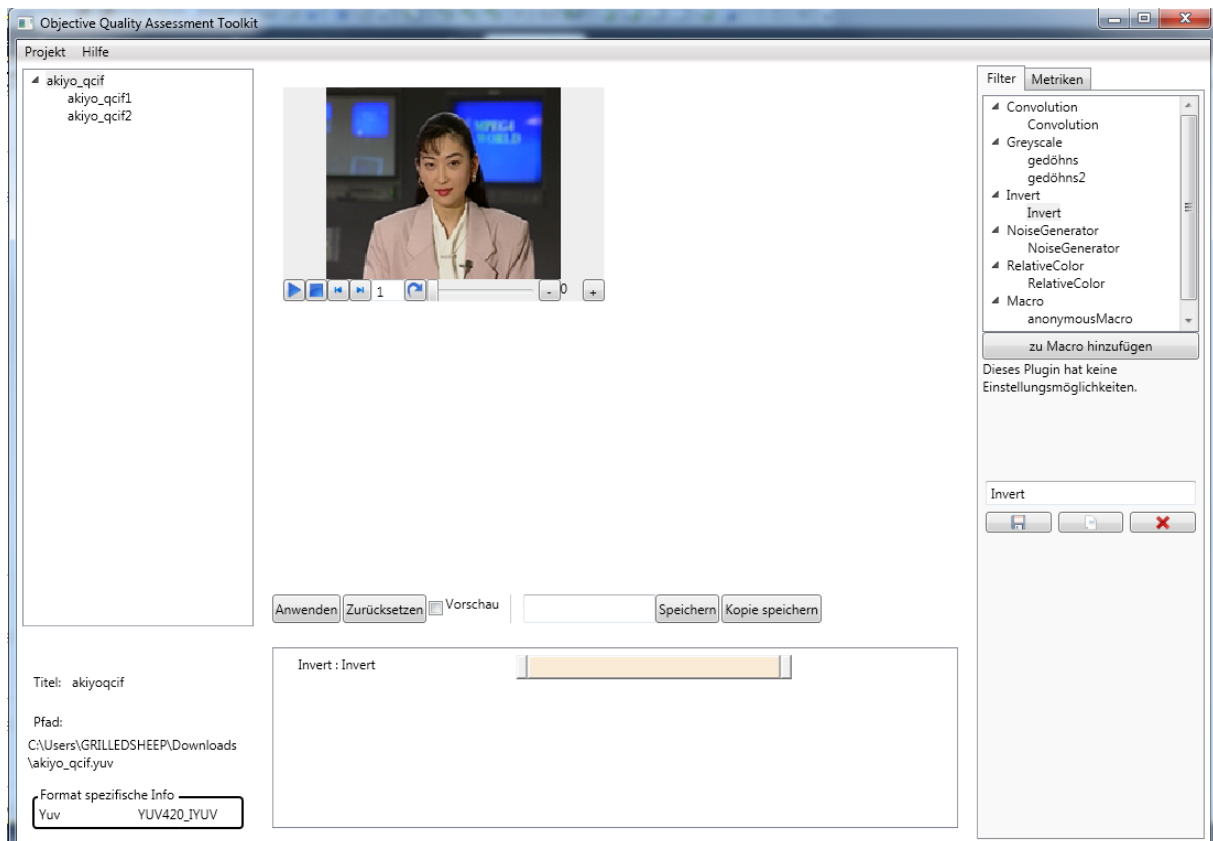 Objective Quality Assessment Toolkit
Projekt Hilfe
akiyo_qcif
akiyo_qcif1
akiyo_qcif2
MPEG4
WORLD
1
- 0 +
Anwenden Zurücksetzen Vorschau Speichern Kopie speichern
Invert : Invert
Titel: akiyoqcif
Pfad:
C:\Users\GRILLEDSHEEP\Downloads
\akiyo_qcif.yuv
Format spezifische Info
Yuv YUV420_IYUV
Filter Metriken
Convolution
Convolution
Greyscale
gedöhns
gedöhns2
Invert
Invert
NoiseGenerator
NoiseGenerator
RelativeColor
RelativeColor
Macro
anonymousMacro
zu Macro hinzufügen
Dieses Plugin hat keine
Einstellungsmöglichkeiten.
Invert